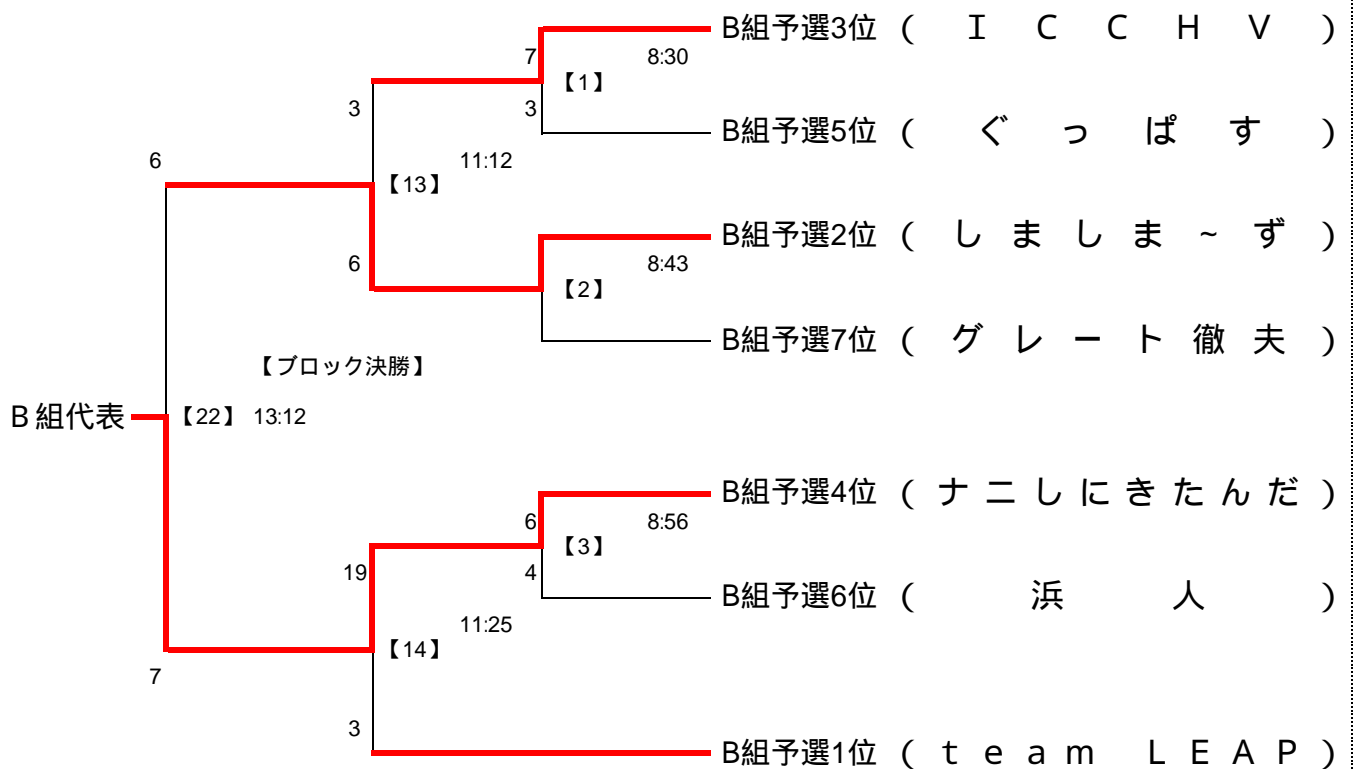 B組予選3位 ( I C C H V )
7 8:30
【1】
3 3
B組予選5位 ( ぐ っ ぱ す )
6 11:12
【13】
B組予選2位 ( し ま し ま ~ ず )
6 8:43
【2】
B組予選7位 ( グ レ ー ト 徹 夫 )
【ブロック決勝】
B組代表 【22】 13:12
B組予選4位 ( ナ ニ し に き た ん だ )
6 8:56
【3】
19 4
B組予選6位 ( 浜 人 )
11:25
【14】
7
3
B組予選1位 ( t e a m L E A P )